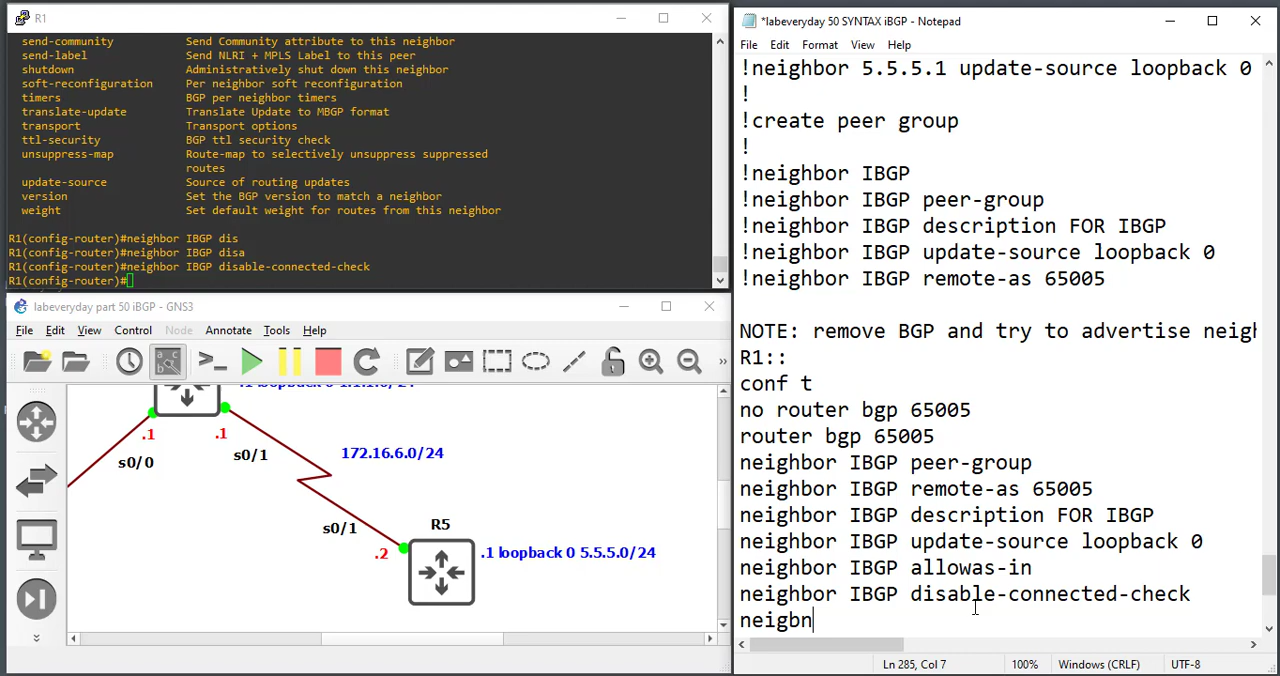 R1
send-community Send Community attribute to this neighbor
send-label Send NLRI + MPLS Label to this peer
shutdown Administratively shut down this neighbor
soft-reconfiguration Per neighbor soft reconfiguration
timers BGP per neighbor timers
translate-update Translate Update to MBGP format
transport Transport options
ttl-security BGP ttl security check
unsuppress-map Route-map to selectively unsuppress suppressed
routes
update-source Source of routing updates
version Set the BGP version to match a neighbor
weight Set default weight for routes from this neighbor
R1(config-router)#neighbor IBGP dis
R1(config-router)#neighbor IBGP disa
R1(config-router)#neighbor IBGP disable-connected-check
R1(config-router)#
labeveryday part 50 iBGP - GNS3
File Edit View Control Node Annotate Tools Help
.1 loopback 0 1.1.1.0/24
.1
.1
s0/0
s0/1
172.16.6.0/24
s0/1
R5
.2
.1 loopback 0 5.5.5.0/24
*labeveryday 50 SYNTAX iBGP - Notepad
File Edit Format View Help
!neighbor 5.5.5.1 update-source loopback 0
!
!create peer group
!
!neighbor IBGP
!neighbor IBGP peer-group
!neighbor IBGP description FOR IBGP
!neighbor IBGP update-source loopback 0
!neighbor IBGP remote-as 65005
NOTE: remove BGP and try to advertise neigh
R1::
conf t
no router bgp 65005
router bgp 65005
neighbor IBGP peer-group
neighbor IBGP remote-as 65005
neighbor IBGP description FOR IBGP
neighbor IBGP update-source loopback 0
neighbor IBGP allowas-in
neighbor IBGP disable-connected-check
neigbn
Ln 285, Col 7 100% Windows (CRLF) UTF-8